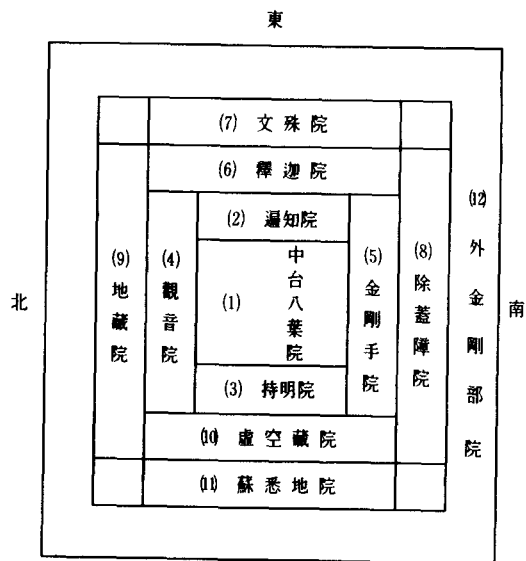 東
(7) 文殊院
(6) 釋迦院
(2) 遍知院
(12) 外金剛部院
(9) 地藏院
(4) 觀音院
(1) 中台八葉院
(5) 金剛手院
(8) 除蓋障院
北
南
(3) 持明院
(10) 虛空藏院
(11) 蘇悉地院